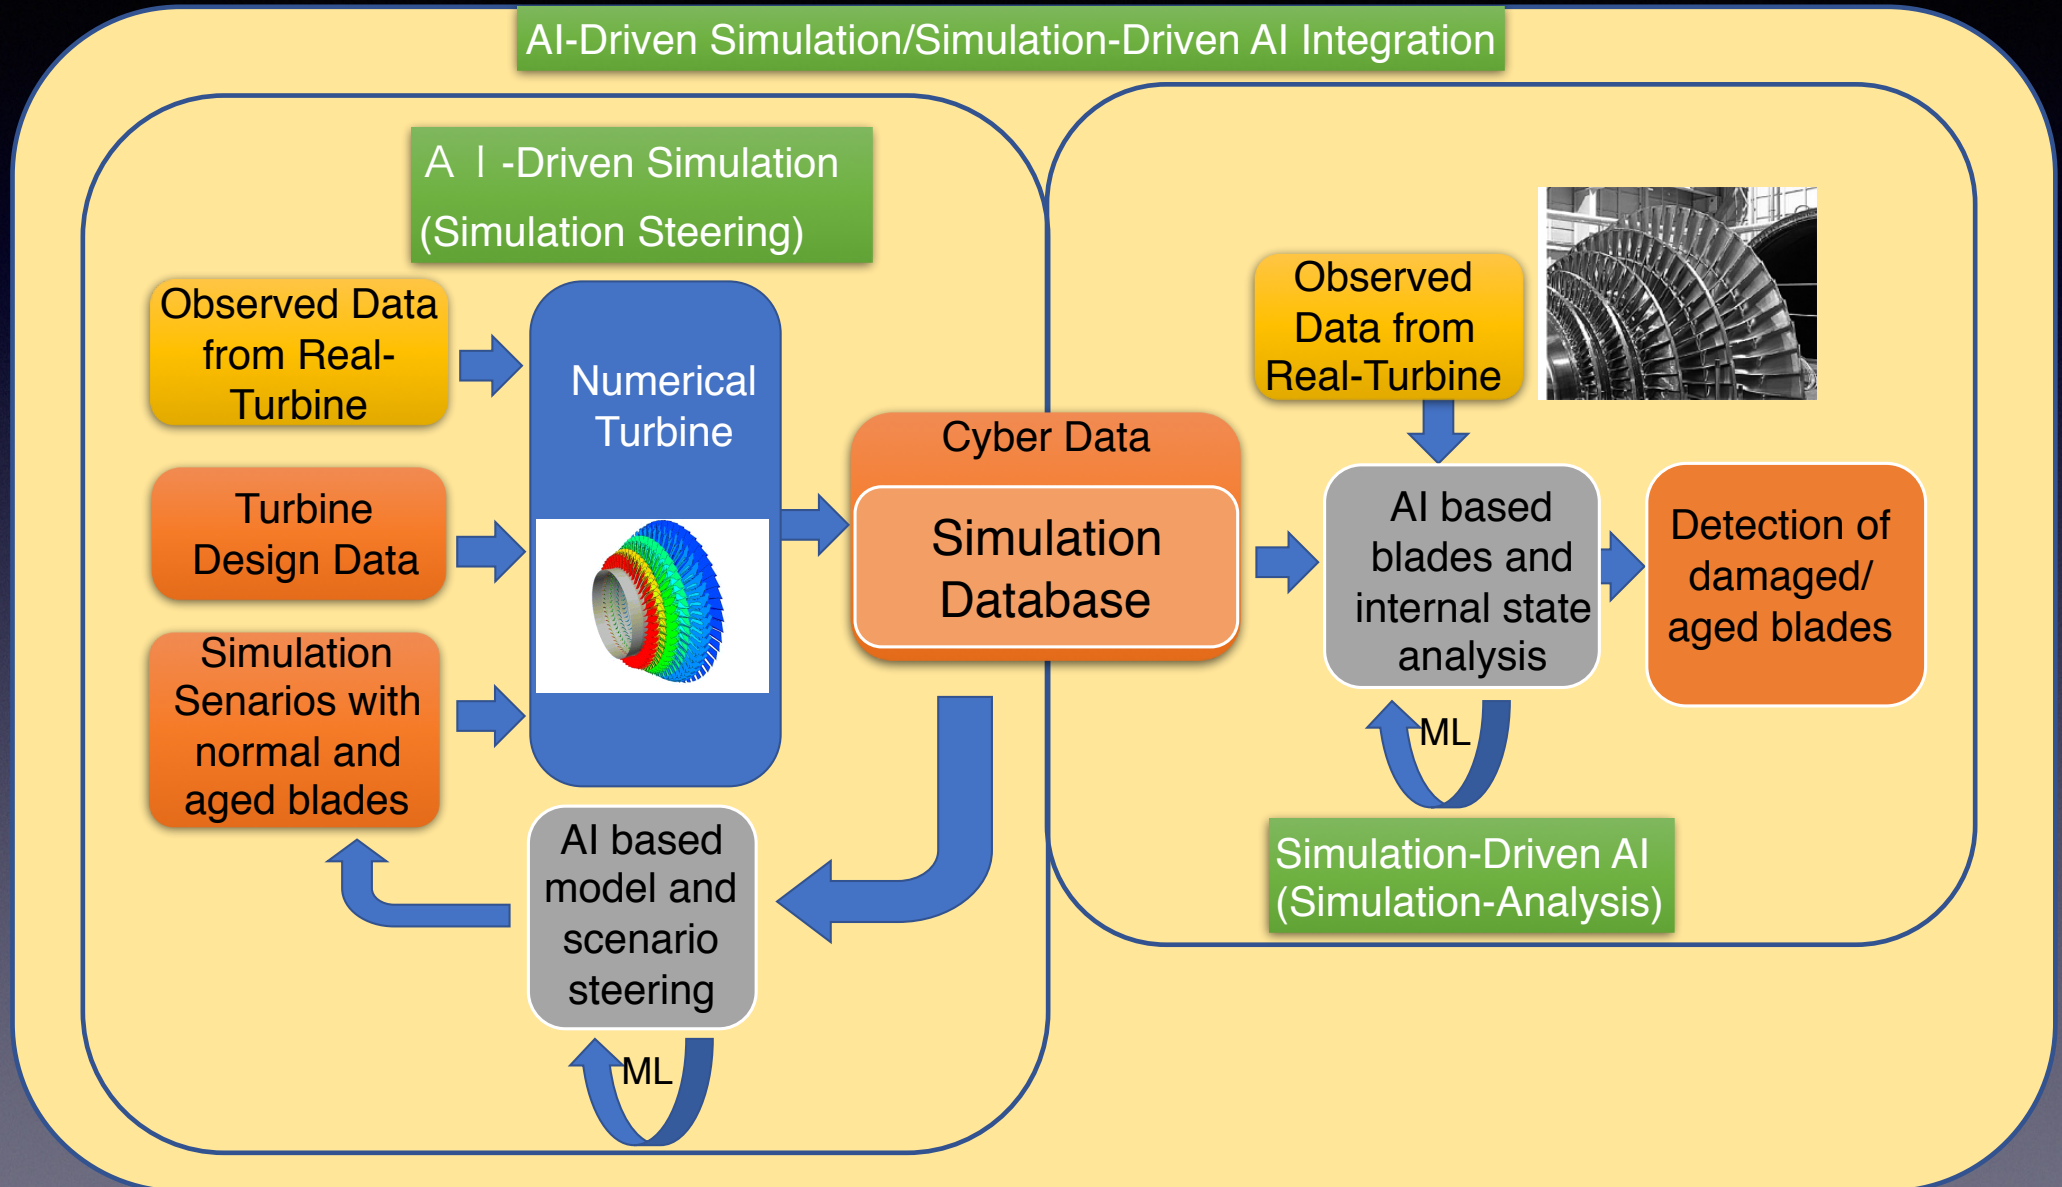 AI-Driven Simulation/Simulation-Driven AI Integration
ＡＩ-Driven Simulation
(Simulation Steering)
Observed Data
from Real-
Turbine
Turbine
Design Data
Simulation
Senarios with
normal and
aged blades
Numerical
Turbine
AI based
model and
scenario
steering
ML
Cyber Data
Simulation
Database
Observed
Data from
Real-Turbine
AI based
blades and
internal state
analysis
ML
Detection of
damaged/
aged blades
Simulation-Driven AI
(Simulation-Analysis)